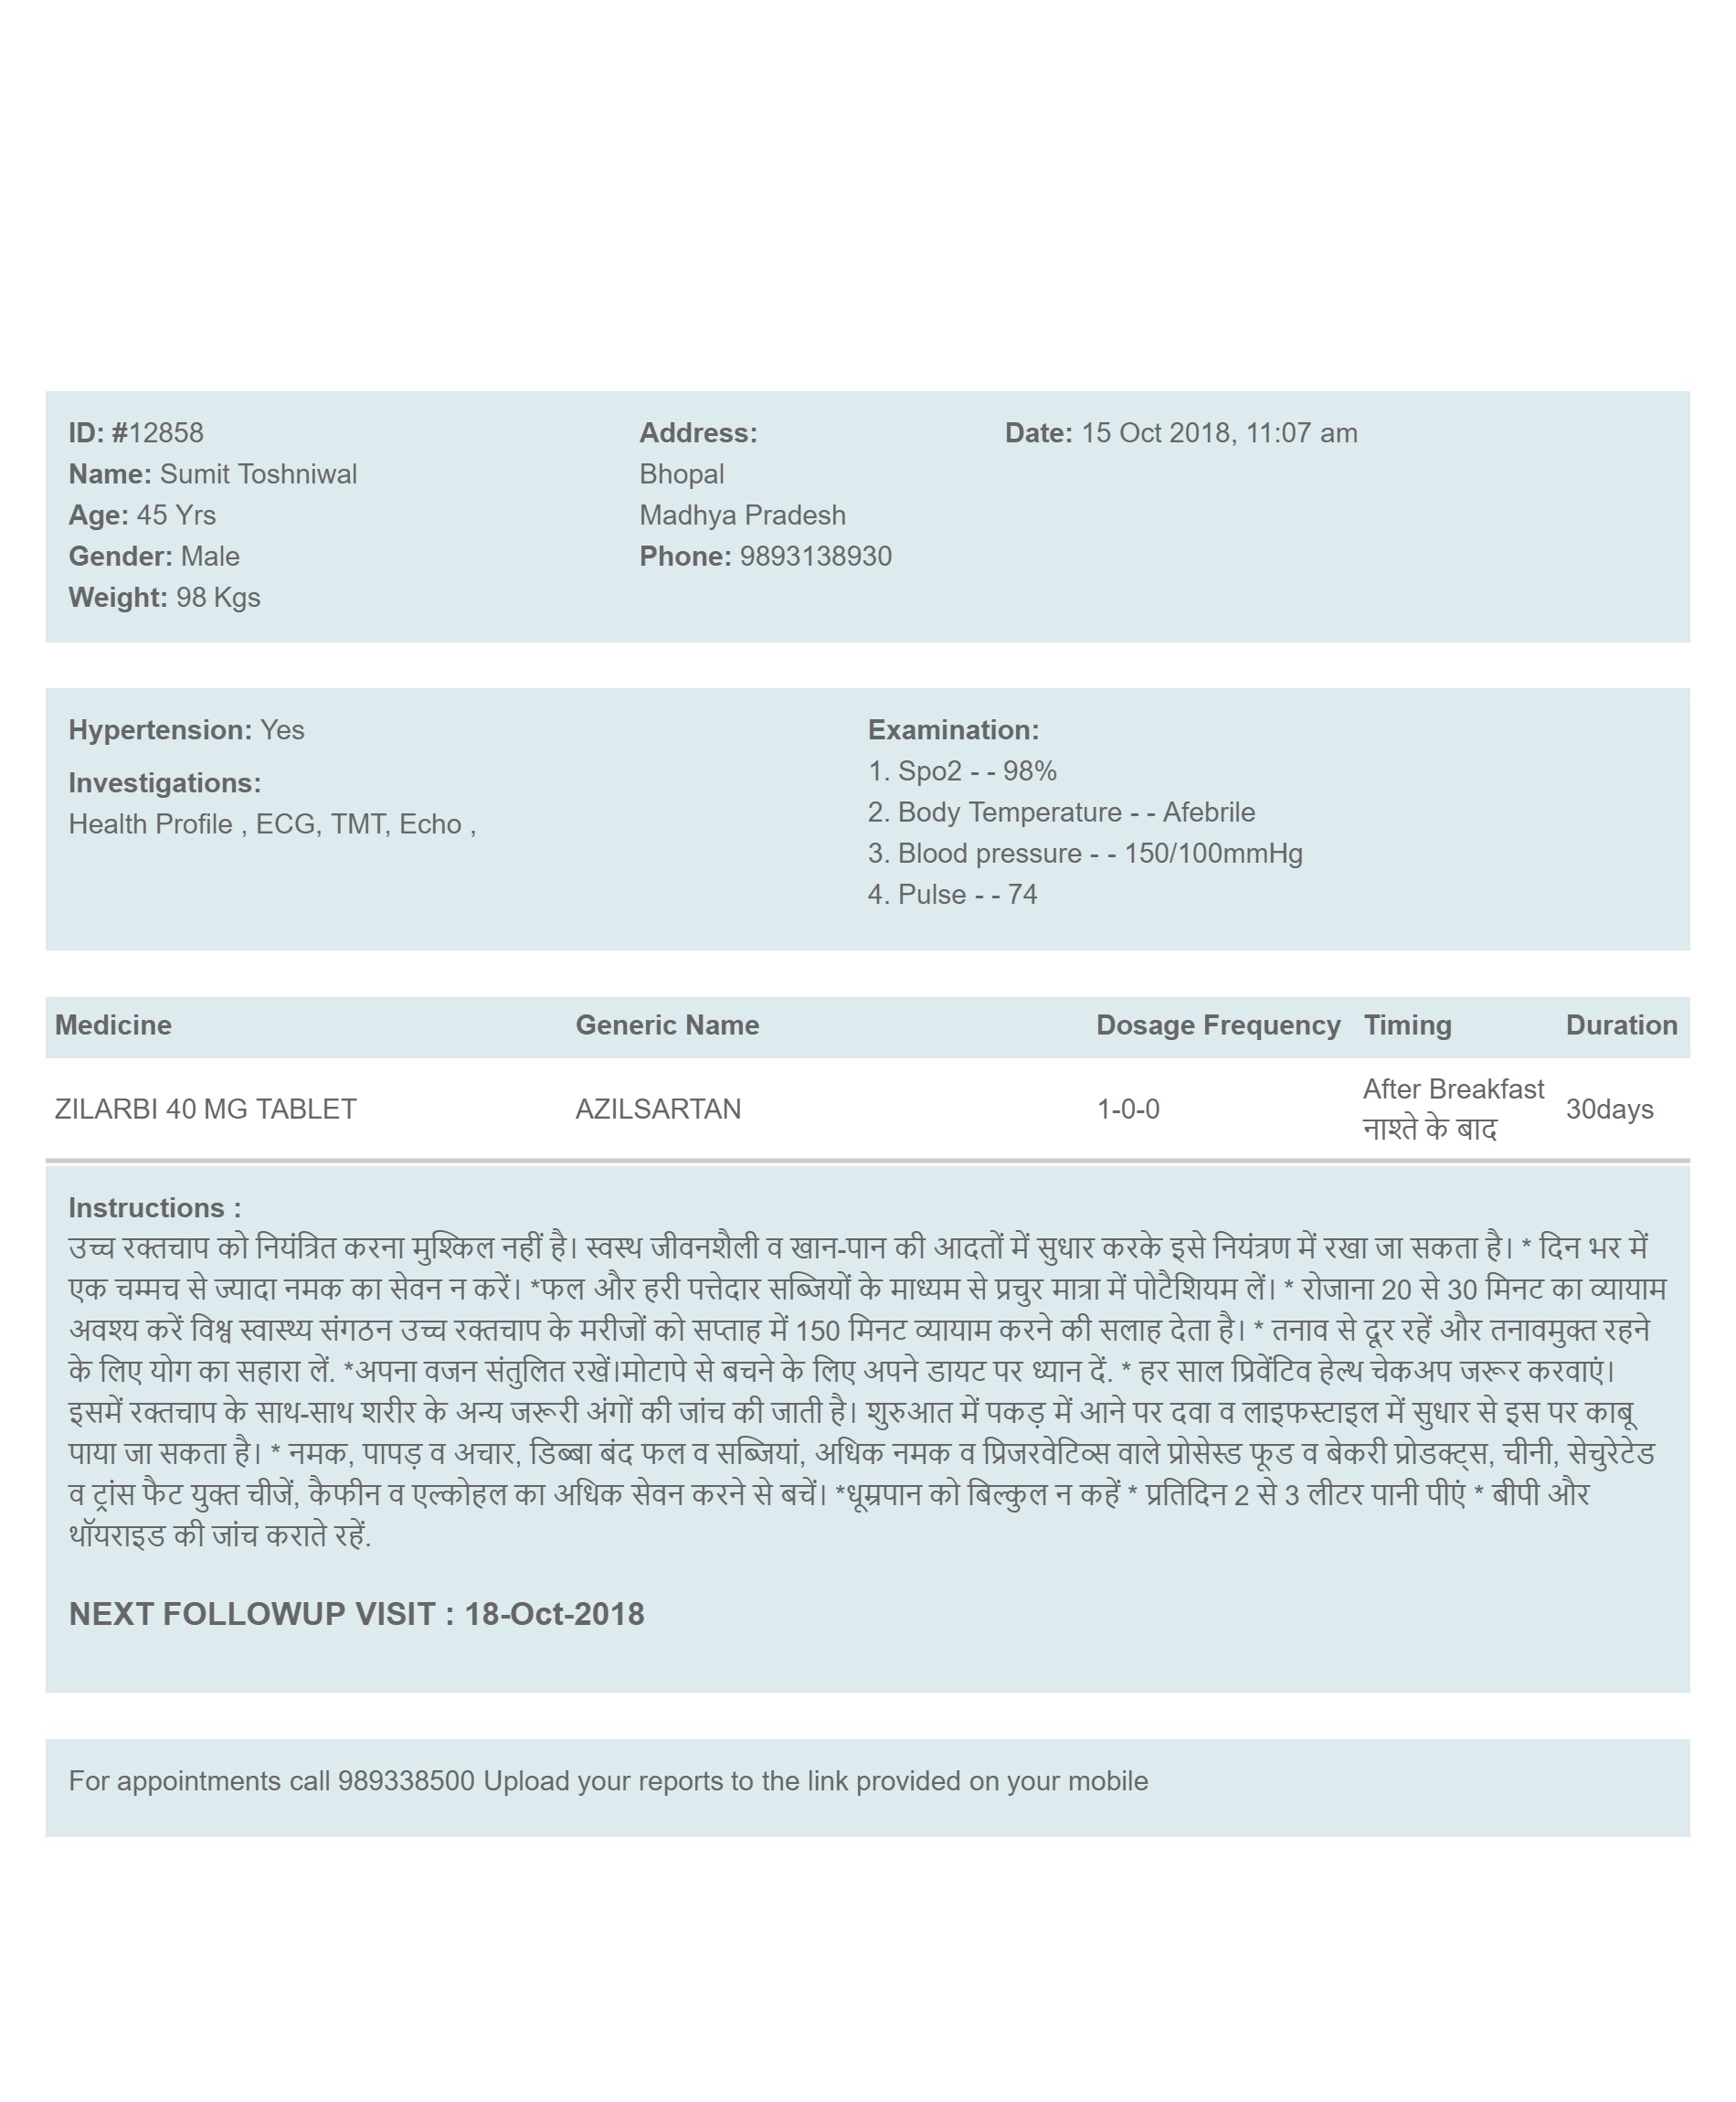 ID: #12858
Name: Sumit Toshniwal
Age: 45 Yrs
Gender: Male
Weight: 98 Kgs
Address:
Bhopal
Madhya Pradesh
Phone: 9893138930
Date: 15 Oct 2018, 11:07 am
Hypertension: Yes
Investigations:
Health Profile , ECG, TMT, Echo ,
Examination:
1. Spo2 - - 98%
2. Body Temperature - - Afebrile
3. Blood pressure - - 150/100mmHg
4. Pulse - - 74
Medicine Generic Name Dosage Frequency Timing Duration
ZILARBI 40 MG TABLET AZILSARTAN 1-0-0 After Breakfast 30days
नाश्ते के बाद
Instructions :
उच्च रक्तचाप को नियंत्रित करना मुश्किल नहीं है। स्वस्थ जीवनशैली व खान-पान की आदतों में सुधार करके इसे नियंत्रण में रखा जा सकता है। * दिन भर में
एक चम्मच से ज्यादा नमक का सेवन न करें। *फल और हरी पत्तेदार सब्जियों के माध्यम से प्रचुर मात्रा में पोटैशियम लें। * रोजाना 20 से 30 मिनट का व्यायाम
अवश्य करें विश्व स्वास्थ्य संगठन उच्च रक्तचाप के मरीजों को सप्ताह में 150 मिनट व्यायाम करने की सलाह देता है। * तनाव से दूर रहें और तनावमुक्त रहने
के लिए योग का सहारा लें. *अपना वजन संतुलित रखें।मोटापे से बचने के लिए अपने डायट पर ध्यान दें. * हर साल प्रिवेंटिव हेल्थ चेकअप जरूर करवाएं।
इसमें रक्तचाप के साथ-साथ शरीर के अन्य जरूरी अंगों की जांच की जाती है। शुरुआत में पकड़ में आने पर दवा व लाइफस्टाइल में सुधार से इस पर काबू
पाया जा सकता है। * नमक, पापड़ व अचार, डिब्बा बंद फल व सब्जियां, अधिक नमक व प्रिजरवेटिव्स वाले प्रोसेस्ड फूड व बेकरी प्रोडक्ट्स, चीनी, सेचुरेटेड
व ट्रांस फैट युक्त चीजें, कैफीन व एल्कोहल का अधिक सेवन करने से बचें। *धूम्रपान को बिल्कुल न कहें * प्रतिदिन 2 से 3 लीटर पानी पीएं * बीपी और
थॉयराइड की जांच कराते रहें.
NEXT FOLLOWUP VISIT : 18-Oct-2018
For appointments call 989338500 Upload your reports to the link provided on your mobile